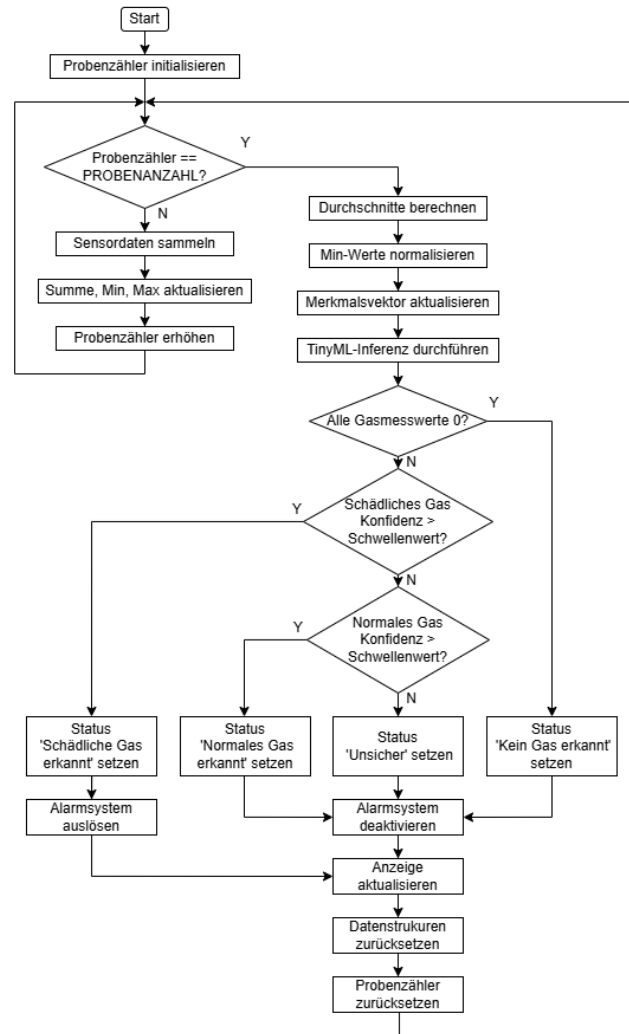 Start
Probenzähler initialisieren
Y
Probenzähler ==
PROBENANZAHL?
N
Sensordaten sammeln
Summe, Min, Max aktualisieren
Probenzähler erhöhen
Durchschnitte berechnen
Min-Werte normalisieren
Merkmalsvektor aktualisieren
TinyML-Inferenz durchführen
Y
Alle Gasmesswerte 0?
N
Y
Schädliches Gas
Konfidenz >
Schwellenwert?
N
Y
Normales Gas
Konfidenz >
Schwellenwert?
N
Status
'Schädliche Gas
erkannt' setzen
Status
'Normales Gas
erkannt' setzen
Status
'Unsicher' setzen
Status
'Kein Gas erkannt'
setzen
Alarmsystem
auslösen
Alarmsystem
deaktivieren
Anzeige
aktualisieren
Datenstrukuren
zurücksetzen
Probenzähler
zurücksetzen